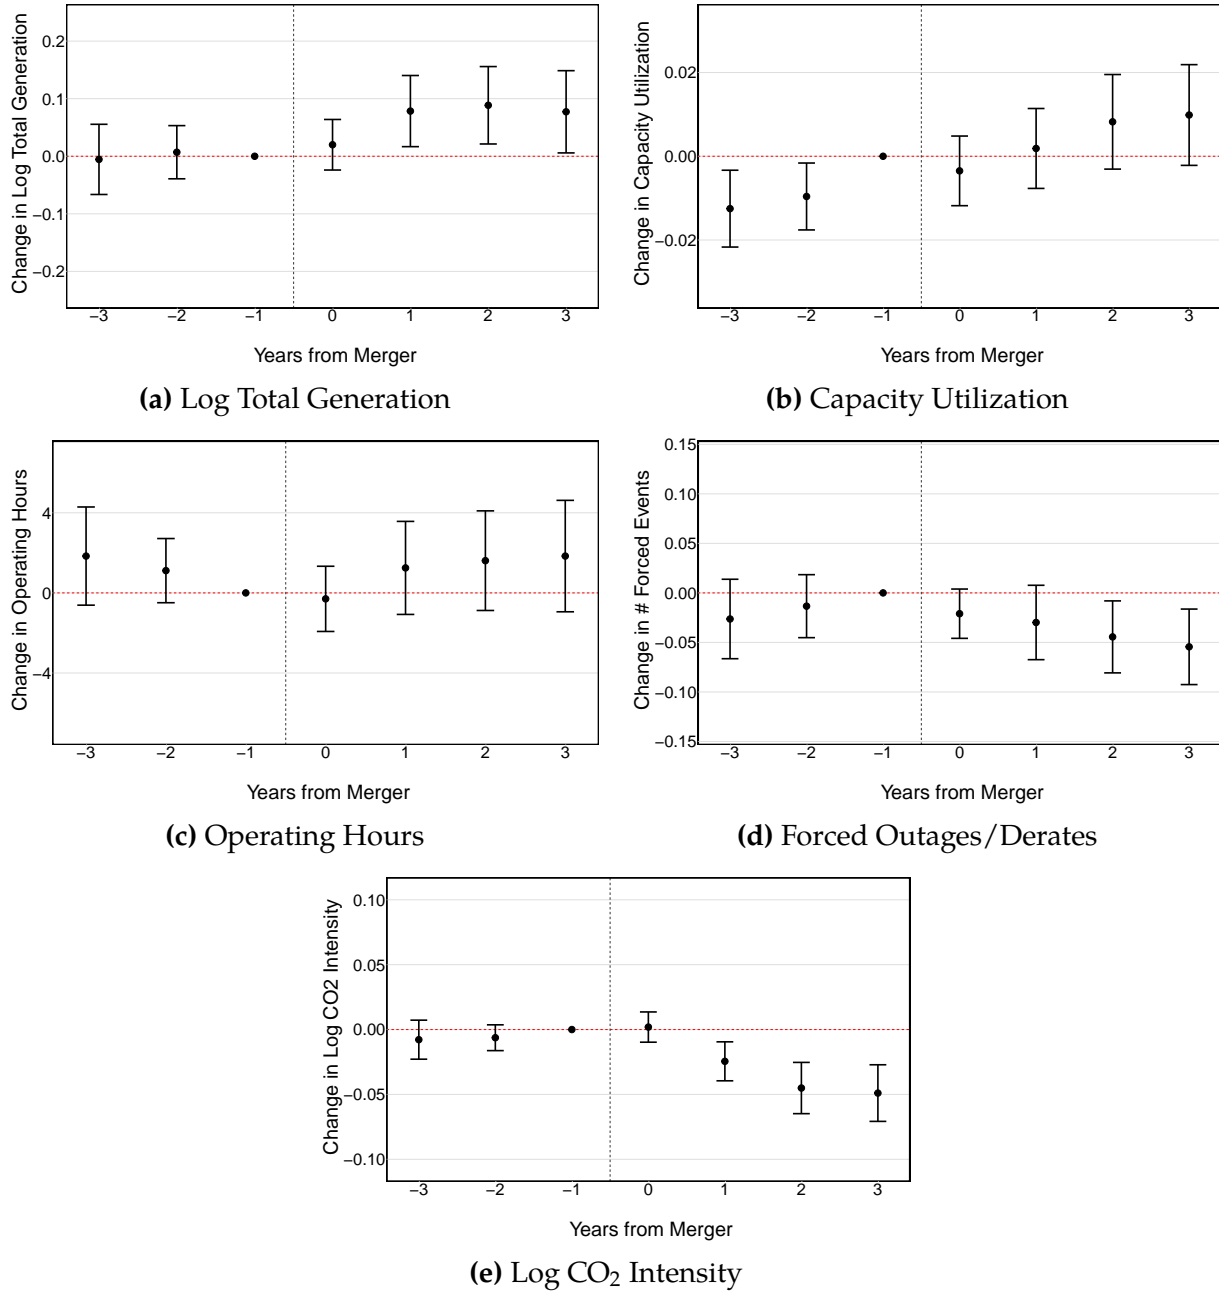 Change in Log Total Generation
0.2
0.1
0.0
−0.1
−0.2
−3 −2 −1 0 1 2 3
Years from Merger
(a) Log Total Generation
Change in Capacity Utilization
0.02
0.00
−0.02
−3 −2 −1 0 1 2 3
Years from Merger
(b) Capacity Utilization
Change in Operating Hours
4
0
−4
−3 −2 −1 0 1 2 3
Years from Merger
(c) Operating Hours
Change in # Forced Events
0.15
0.10
0.05
0.00
−0.05
−0.10
−0.15
−3 −2 −1 0 1 2 3
Years from Merger
(d) Forced Outages/Derates
Change in Log CO2 Intensity
0.10
0.05
0.00
−0.05
−0.10
−3 −2 −1 0 1 2 3
Years from Merger
(e) Log CO₂ Intensity